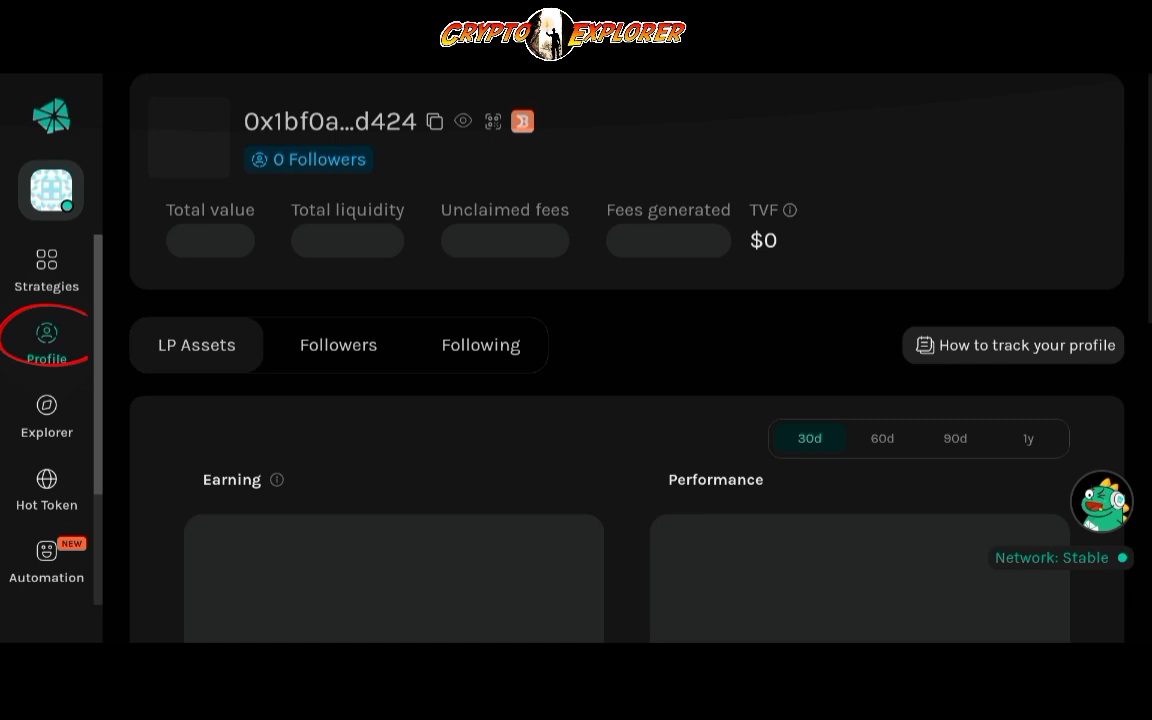 CRYPTO EXPLORER
0x1bf0a...d424
0 Followers
Total value
Total liquidity
Unclaimed fees
Fees generated
TVF
$0
Strategies
Profile
Explorer
Hot Token
NEW
Automation
LP Assets
Followers
Following
How to track your profile
30d
60d
90d
1y
Earning
Performance
Network: Stable